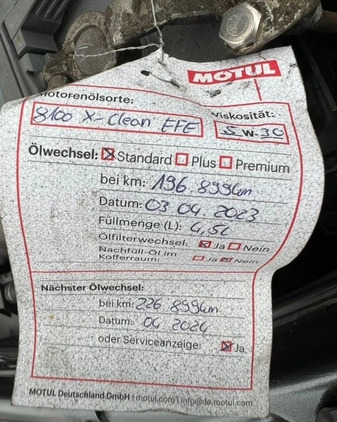 MOTUL
Motorenölsorte: Viskosität:
8100 X-Clean EFE 5W-30
Ölwechsel: Standard Plus Premium
bei km: 196.899km
Datum: 03 04. 2023
Füllmenge (L): 4,5L
Ölfilterwechsel: Ja Nein
Nachfüll-Öl im
Kofferraum: Ja Nein
Nächster Ölwechsel:
bei km: 226.899km
Datum: 04 2024
oder Serviceanzeige: Ja
MOTUL Deutschland GmbH | motul.com | info@de.motul.com